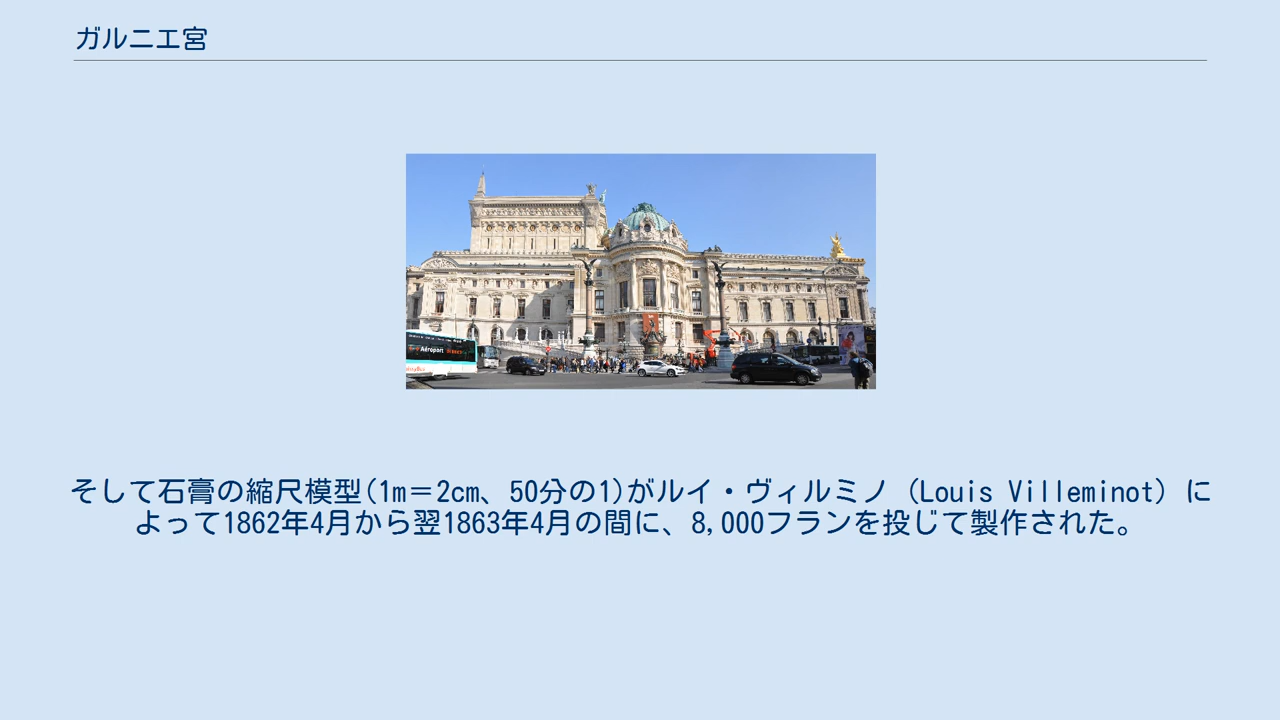 ガルニエ宮
Aéroport
そして石膏の縮尺模型(1m＝2cm、50分の1)がルイ・ヴィルミノ (Louis Villeminot) に
よって1862年4月から翌1863年4月の間に、8,000フランを投じて製作された。